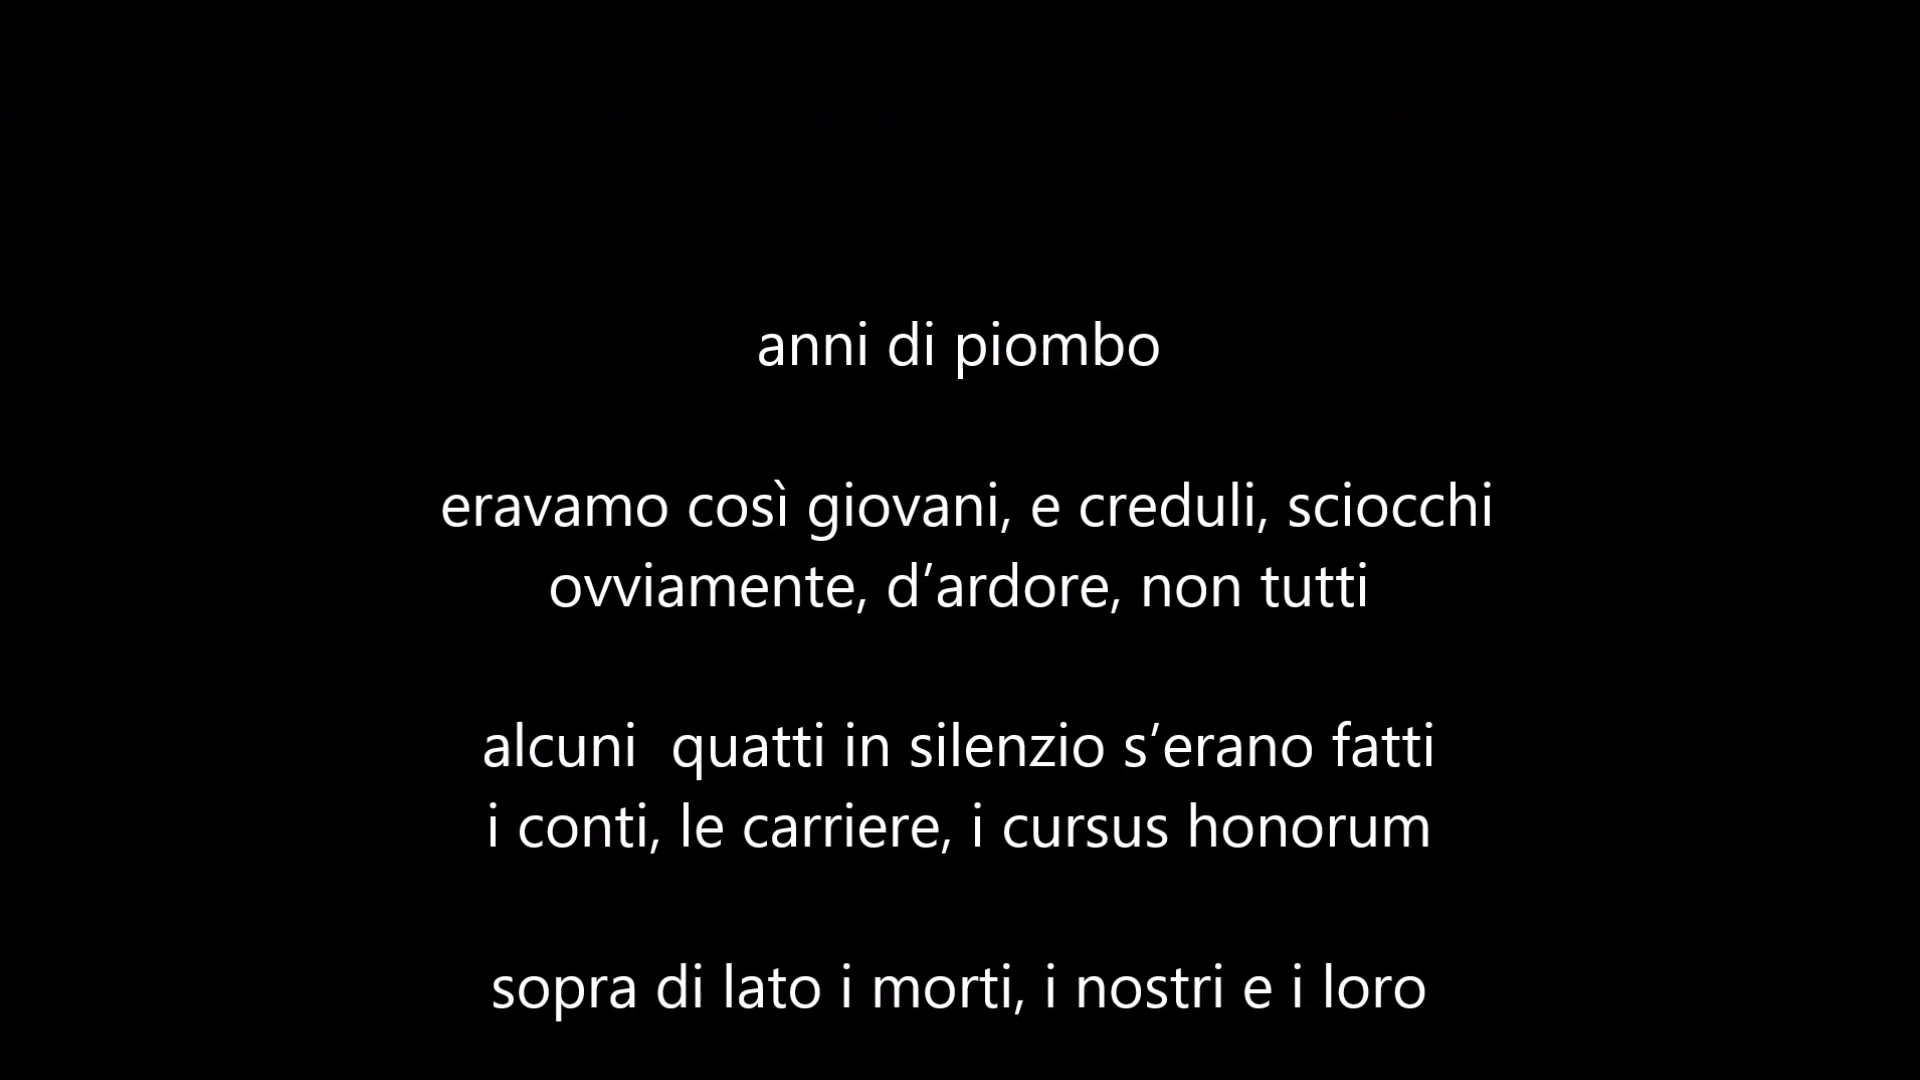 anni di piombo
eravamo così giovani, e creduli, sciocchi
ovviamente, d’ardore, non tutti
alcuni  quatti in silenzio s’erano fatti
i conti, le carriere, i cursus honorum
sopra di lato i morti, i nostri e i loro